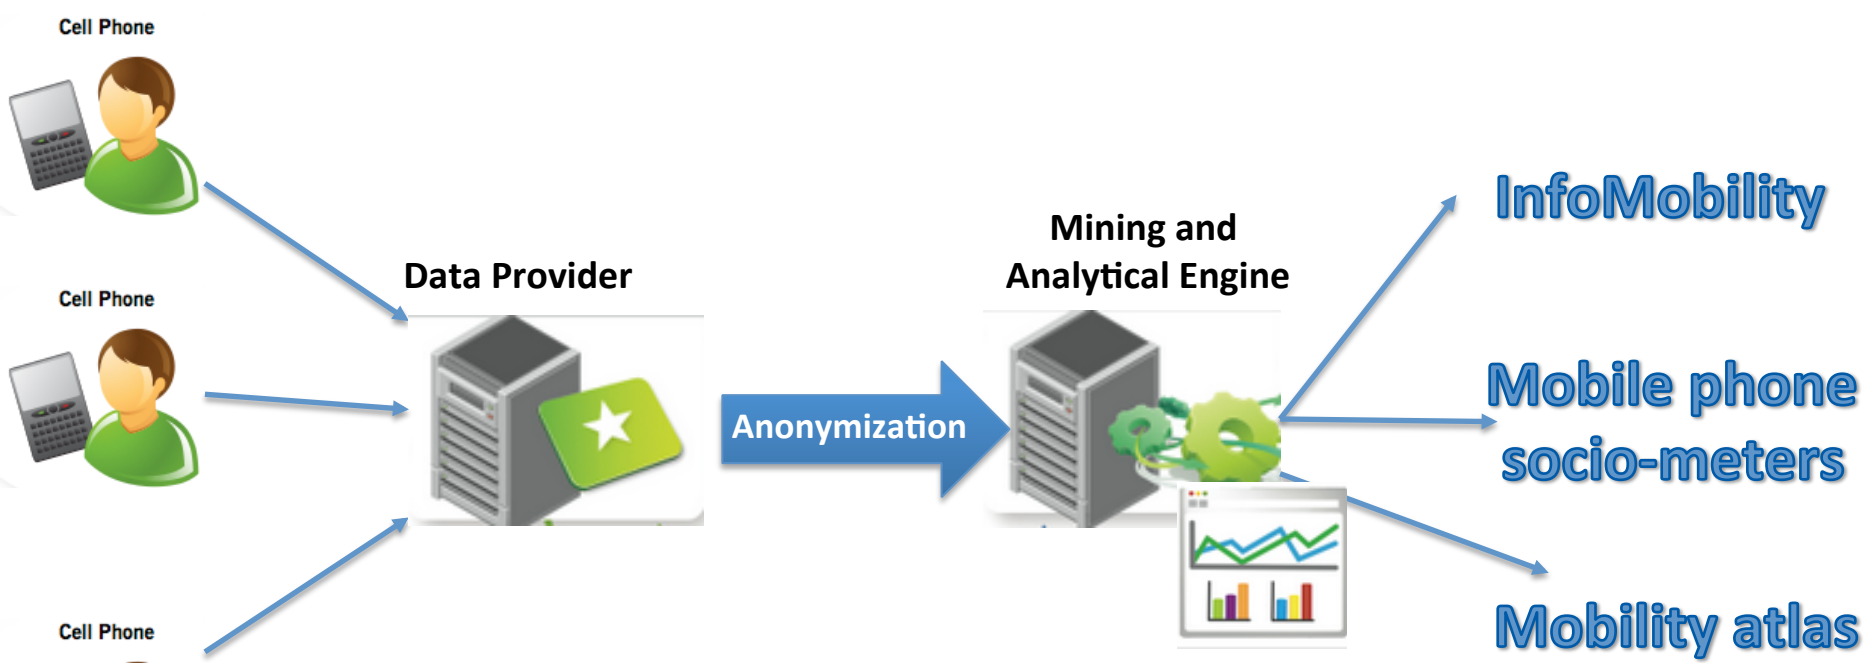 Cell Phone
Cell Phone
Cell Phone
Data Provider
Anonymization
Mining and
Analytical Engine
InfoMobility
Mobile phone
socio-meters
Mobility atlas